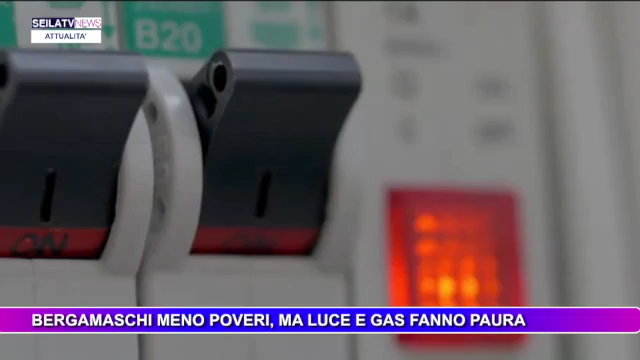 SEILATV NEWS
ATTUALITA'
B20
ON
BERGAMASCHI MENO POVERI, MA LUCE E GAS FANNO PAURA